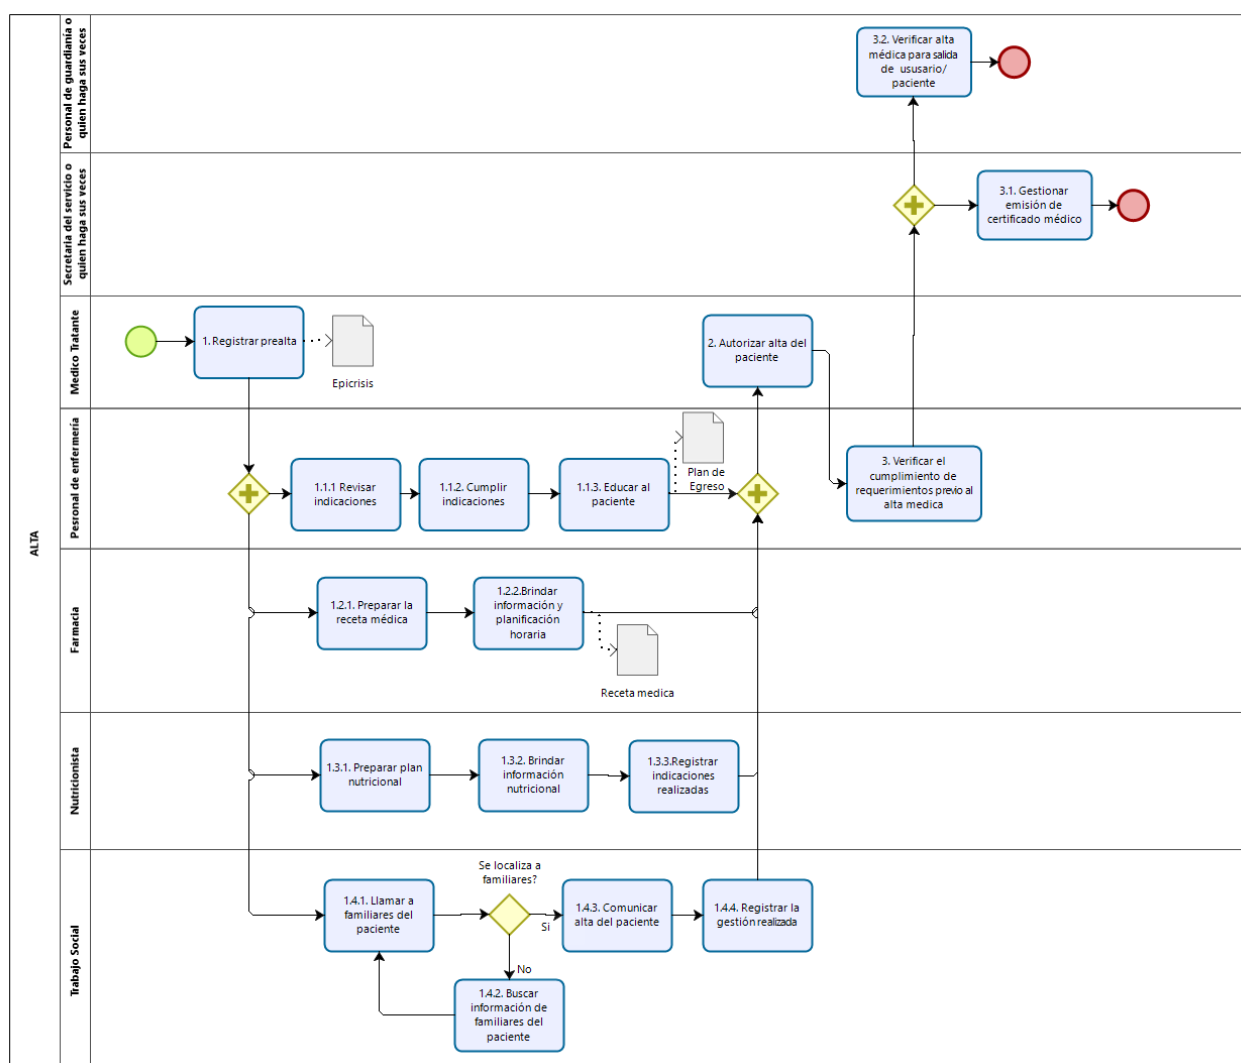 ALTA
Personal de guardianía o
quien haga sus veces
3.2. Verificar alta
médica para salida
de ususario/
paciente
Secretaria del servicio o
quien haga sus veces
3.1. Gestionar
emisión de
certificado médico
Medico Tratante
1. Registrar prealta
Epicrisis
2. Autorizar alta del
paciente
Pesronal de enfermería
1.1.1 Revisar
indicaciones
1.1.2. Cumplir
indicaciones
1.1.3. Educar al
paciente
Plan de
Egreso
3. Verificar el
cumplimiento de
requerimientos previo al
alta medica
Farmacia
1.2.1. Preparar la
receta médica
1.2.2.Brindar
información y
planificación
horaria
Receta medica
Nutricionista
1.3.1. Preparar plan
nutricional
1.3.2. Brindar
información
nutricional
1.3.3.Registrar
indicaciones
realizadas
Trabajo Social
1.4.1. Llamar a
familiares del
paciente
Se localiza a
familiares?
Si
No
1.4.3. Comunicar
alta del paciente
1.4.4. Registrar la
gestión realizada
1.4.2. Buscar
información de
familiares del
paciente